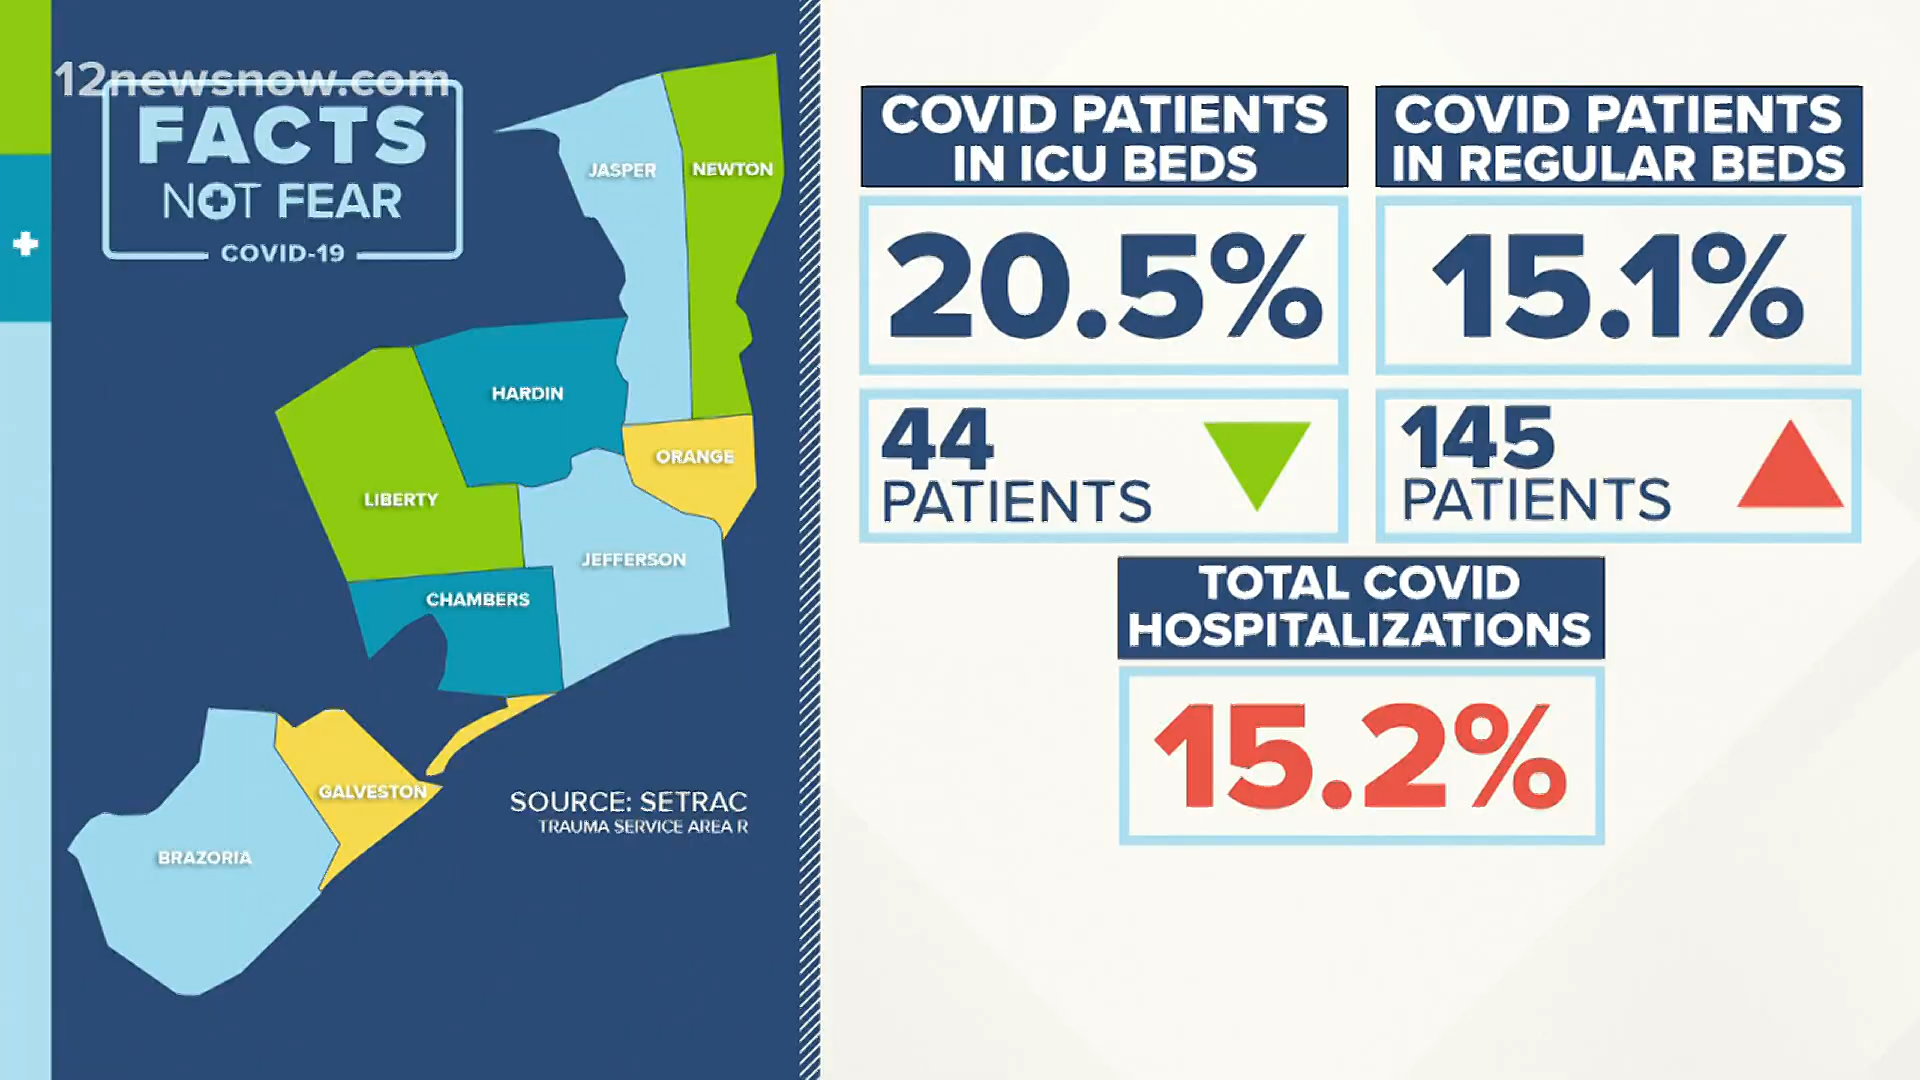 12newsnow.com
FACTS
NOT FEAR
COVID-19
JASPER
NEWTON
HARDIN
ORANGE
LIBERTY
JEFFERSON
CHAMBERS
GALVESTON
BRAZORIA
SOURCE: SETRAC
TRAUMA SERVICE AREA R
COVID PATIENTS
IN ICU BEDS
20.5%
44
PATIENTS
COVID PATIENTS
IN REGULAR BEDS
15.1%
145
PATIENTS
TOTAL COVID
HOSPITALIZATIONS
15.2%